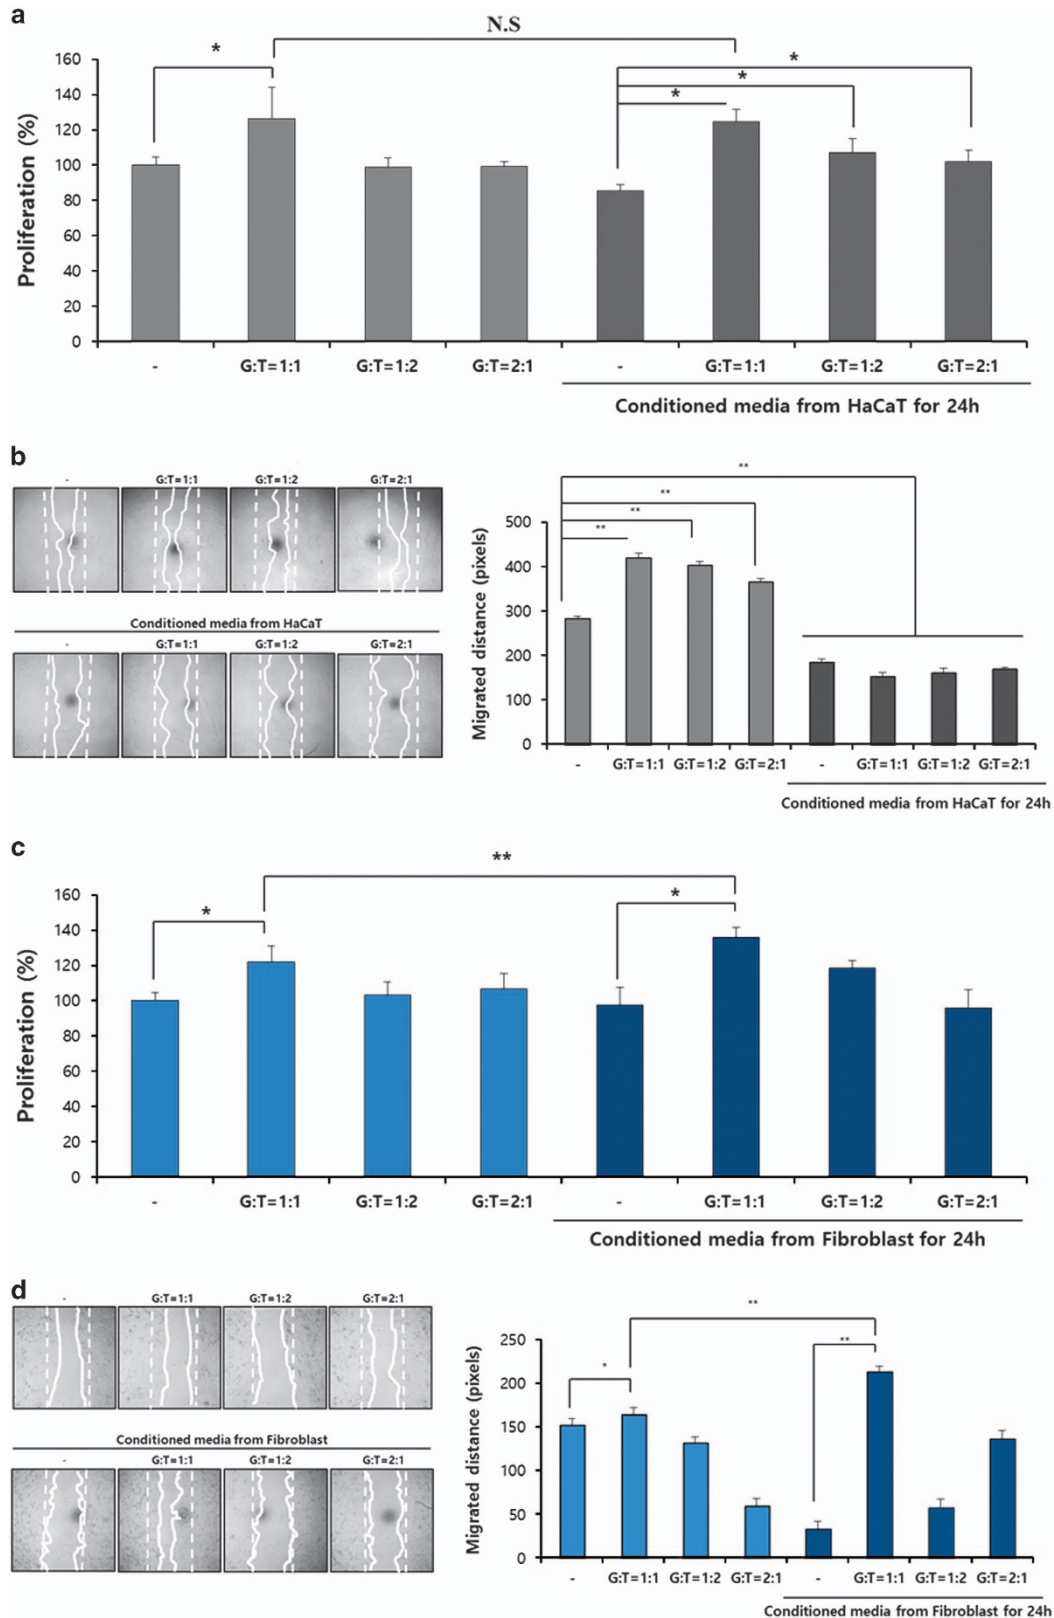 a
N.S
*
*
*
*
160
140
120
100
80
60
40
20
0
Proliferation (%)
- G:T=1:1 G:T=1:2 G:T=2:1 - G:T=1:1 G:T=1:2 G:T=2:1
Conditioned media from HaCaT for 24h
b
- G:T=1:1 G:T=1:2 G:T=2:1
Conditioned media from HaCaT
- G:T=1:1 G:T=1:2 G:T=2:1
**
**
**
**
500
400
300
200
100
0
Migrated distance (pixels)
- G:T=1:1 G:T=1:2 G:T=2:1 - G:T=1:1 G:T=1:2 G:T=2:1
Conditioned media from HaCaT for 24h
c
**
*
*
160
140
120
100
80
60
40
20
0
Proliferation (%)
- G:T=1:1 G:T=1:2 G:T=2:1 - G:T=1:1 G:T=1:2 G:T=2:1
Conditioned media from Fibroblast for 24h
d
- G:T=1:1 G:T=1:2 G:T=2:1
Conditioned media from Fibroblast
- G:T=1:1 G:T=1:2 G:T=2:1
**
**
*
250
200
150
100
50
0
Migrated distance (pixels)
- G:T=1:1 G:T=1:2 G:T=2:1 - G:T=1:1 G:T=1:2 G:T=2:1
Conditioned media from Fibroblast for 24h